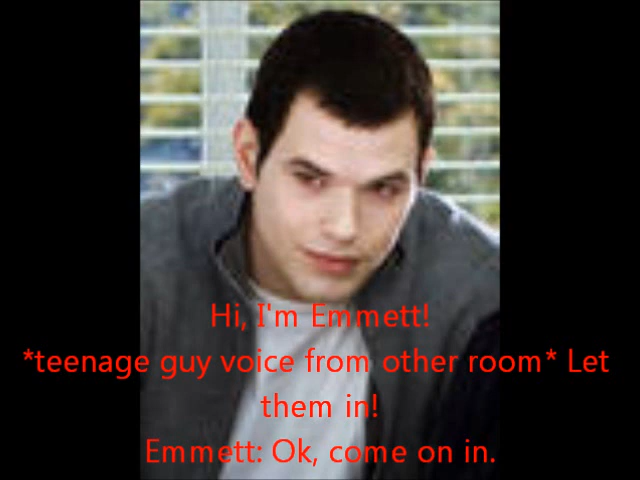 Hi, I'm Emmett!
*teenage guy voice from other room* Let
them in!
Emmett: Ok, come on in.